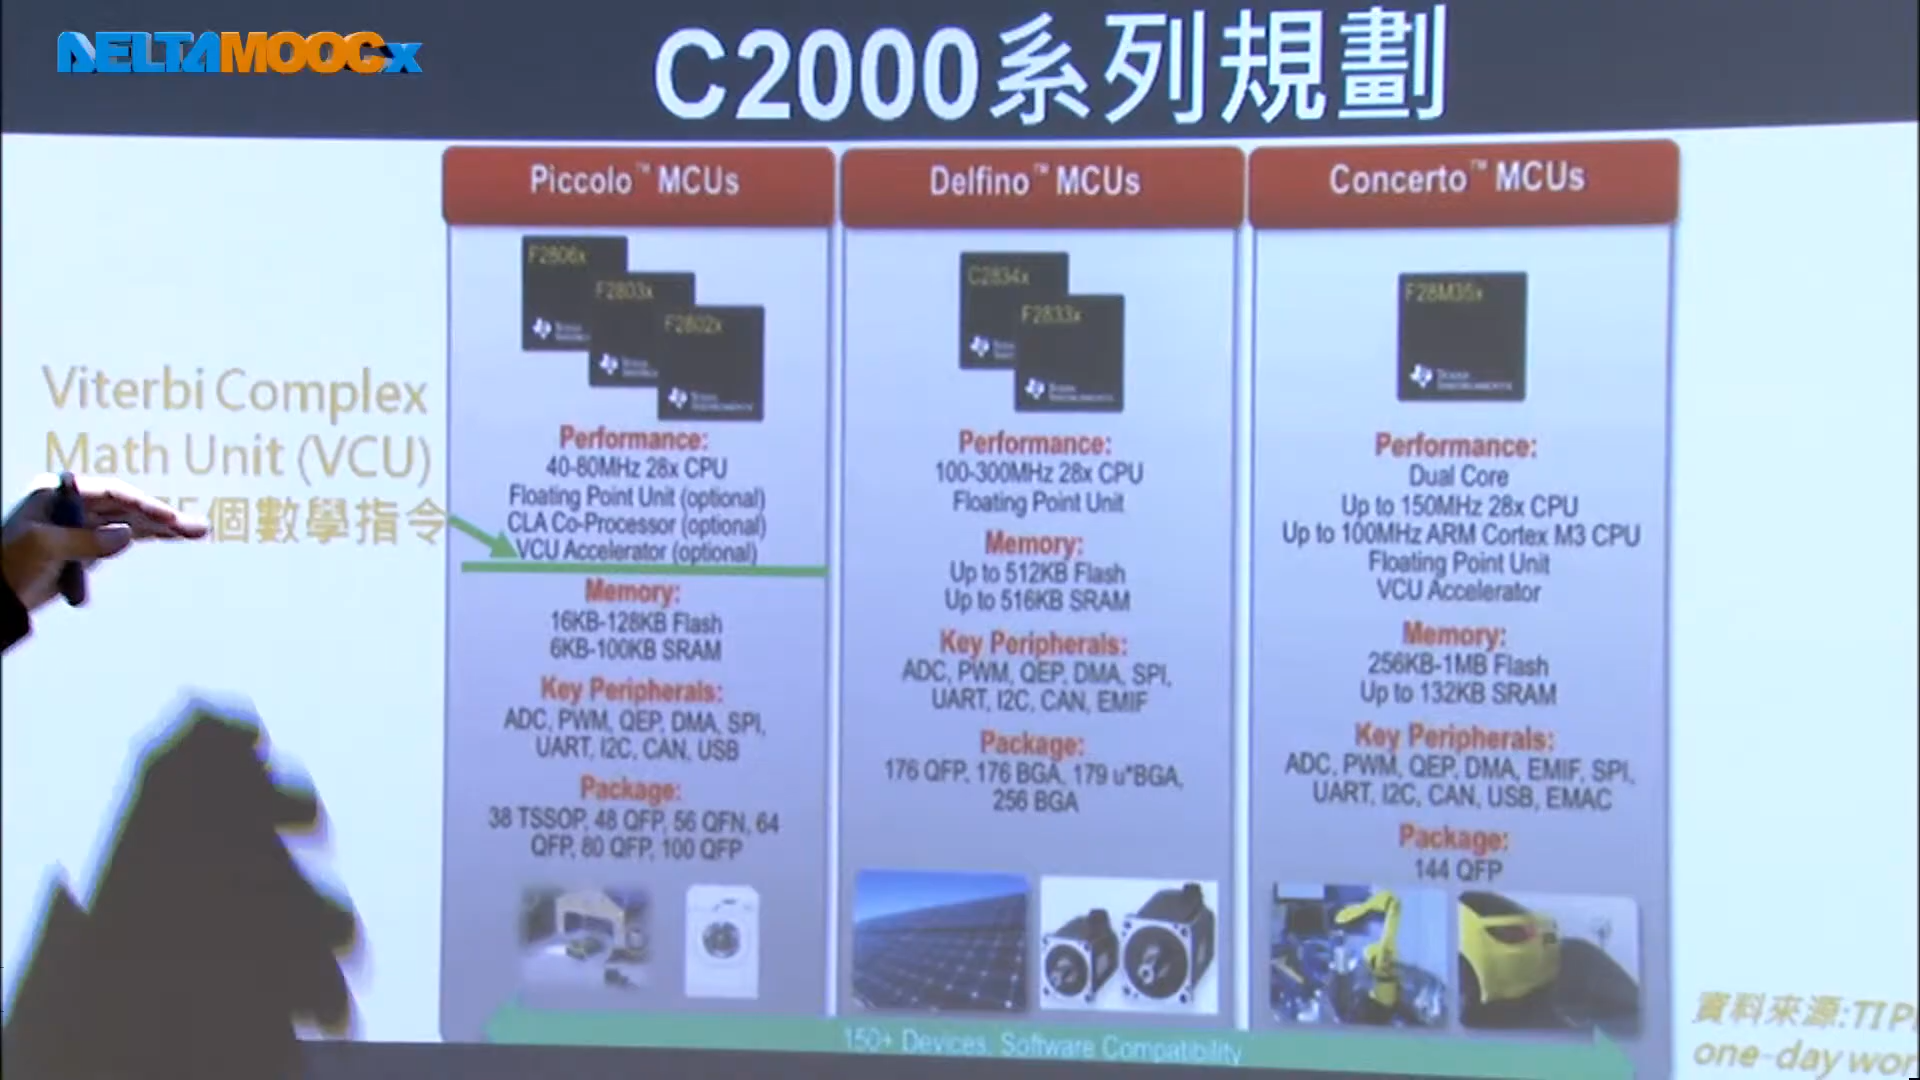 DELTAMOOCx
C2000系列規劃
Viterbi Complex
Math Unit (VCU)
個數學指令
Piccolo™ MCUs
F2806x
F2803x
F2802x
TEXAS
INSTRUMENTS
Performance:
40-80MHz 28x CPU
Floating Point Unit (optional)
CLA Co-Processor (optional)
VCU Accelerator (optional)
Memory:
16KB-128KB Flash
6KB-100KB SRAM
Key Peripherals:
ADC, PWM, QEP, DMA, SPI,
UART, I2C, CAN, USB
Package:
38 TSSOP, 48 QFP, 56 QFN, 64
QFP, 80 QFP, 100 QFP
Delfino™ MCUs
C2834x
F2833x
TEXAS
INSTRUMENTS
Performance:
100-300MHz 28x CPU
Floating Point Unit
Memory:
Up to 512KB Flash
Up to 516KB SRAM
Key Peripherals:
ADC, PWM, QEP, DMA, SPI,
UART, I2C, CAN, EMIF
Package:
176 QFP, 176 BGA, 179 u*BGA,
256 BGA
Concerto™ MCUs
F28M35x
TEXAS
INSTRUMENTS
Performance:
Dual Core
Up to 150MHz 28x CPU
Up to 100MHz ARM Cortex M3 CPU
Floating Point Unit
VCU Accelerator
Memory:
256KB-1MB Flash
Up to 132KB SRAM
Key Peripherals:
ADC, PWM, QEP, DMA, EMIF, SPI,
UART, I2C, CAN, USB, EMAC
Package:
144 QFP
150+ Devices, Software Compatibility
資料來源:TI
one-day